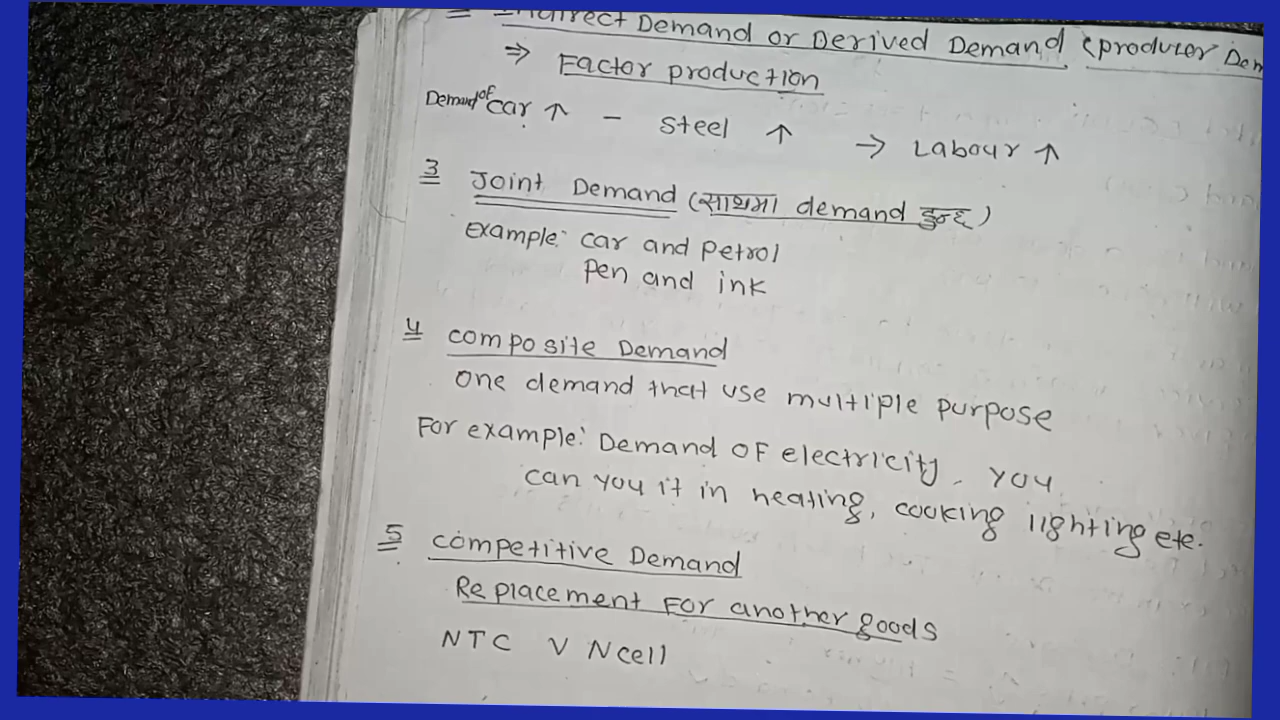 = Indirect Demand or Derived Demand (producer Dem
⇒ Factor production
Demand of car ↑ – steel ↑ → Labour ↑
3 Joint Demand (साथमा demand हुन्छ)
Example: car and petrol
Pen and ink
4 composite Demand
one demand that use multiple purpose
For example: Demand of electricity, you
can you it in heating, cooking lighting etc.
5 competitive Demand
Replacement For another goods
NTC V Ncell